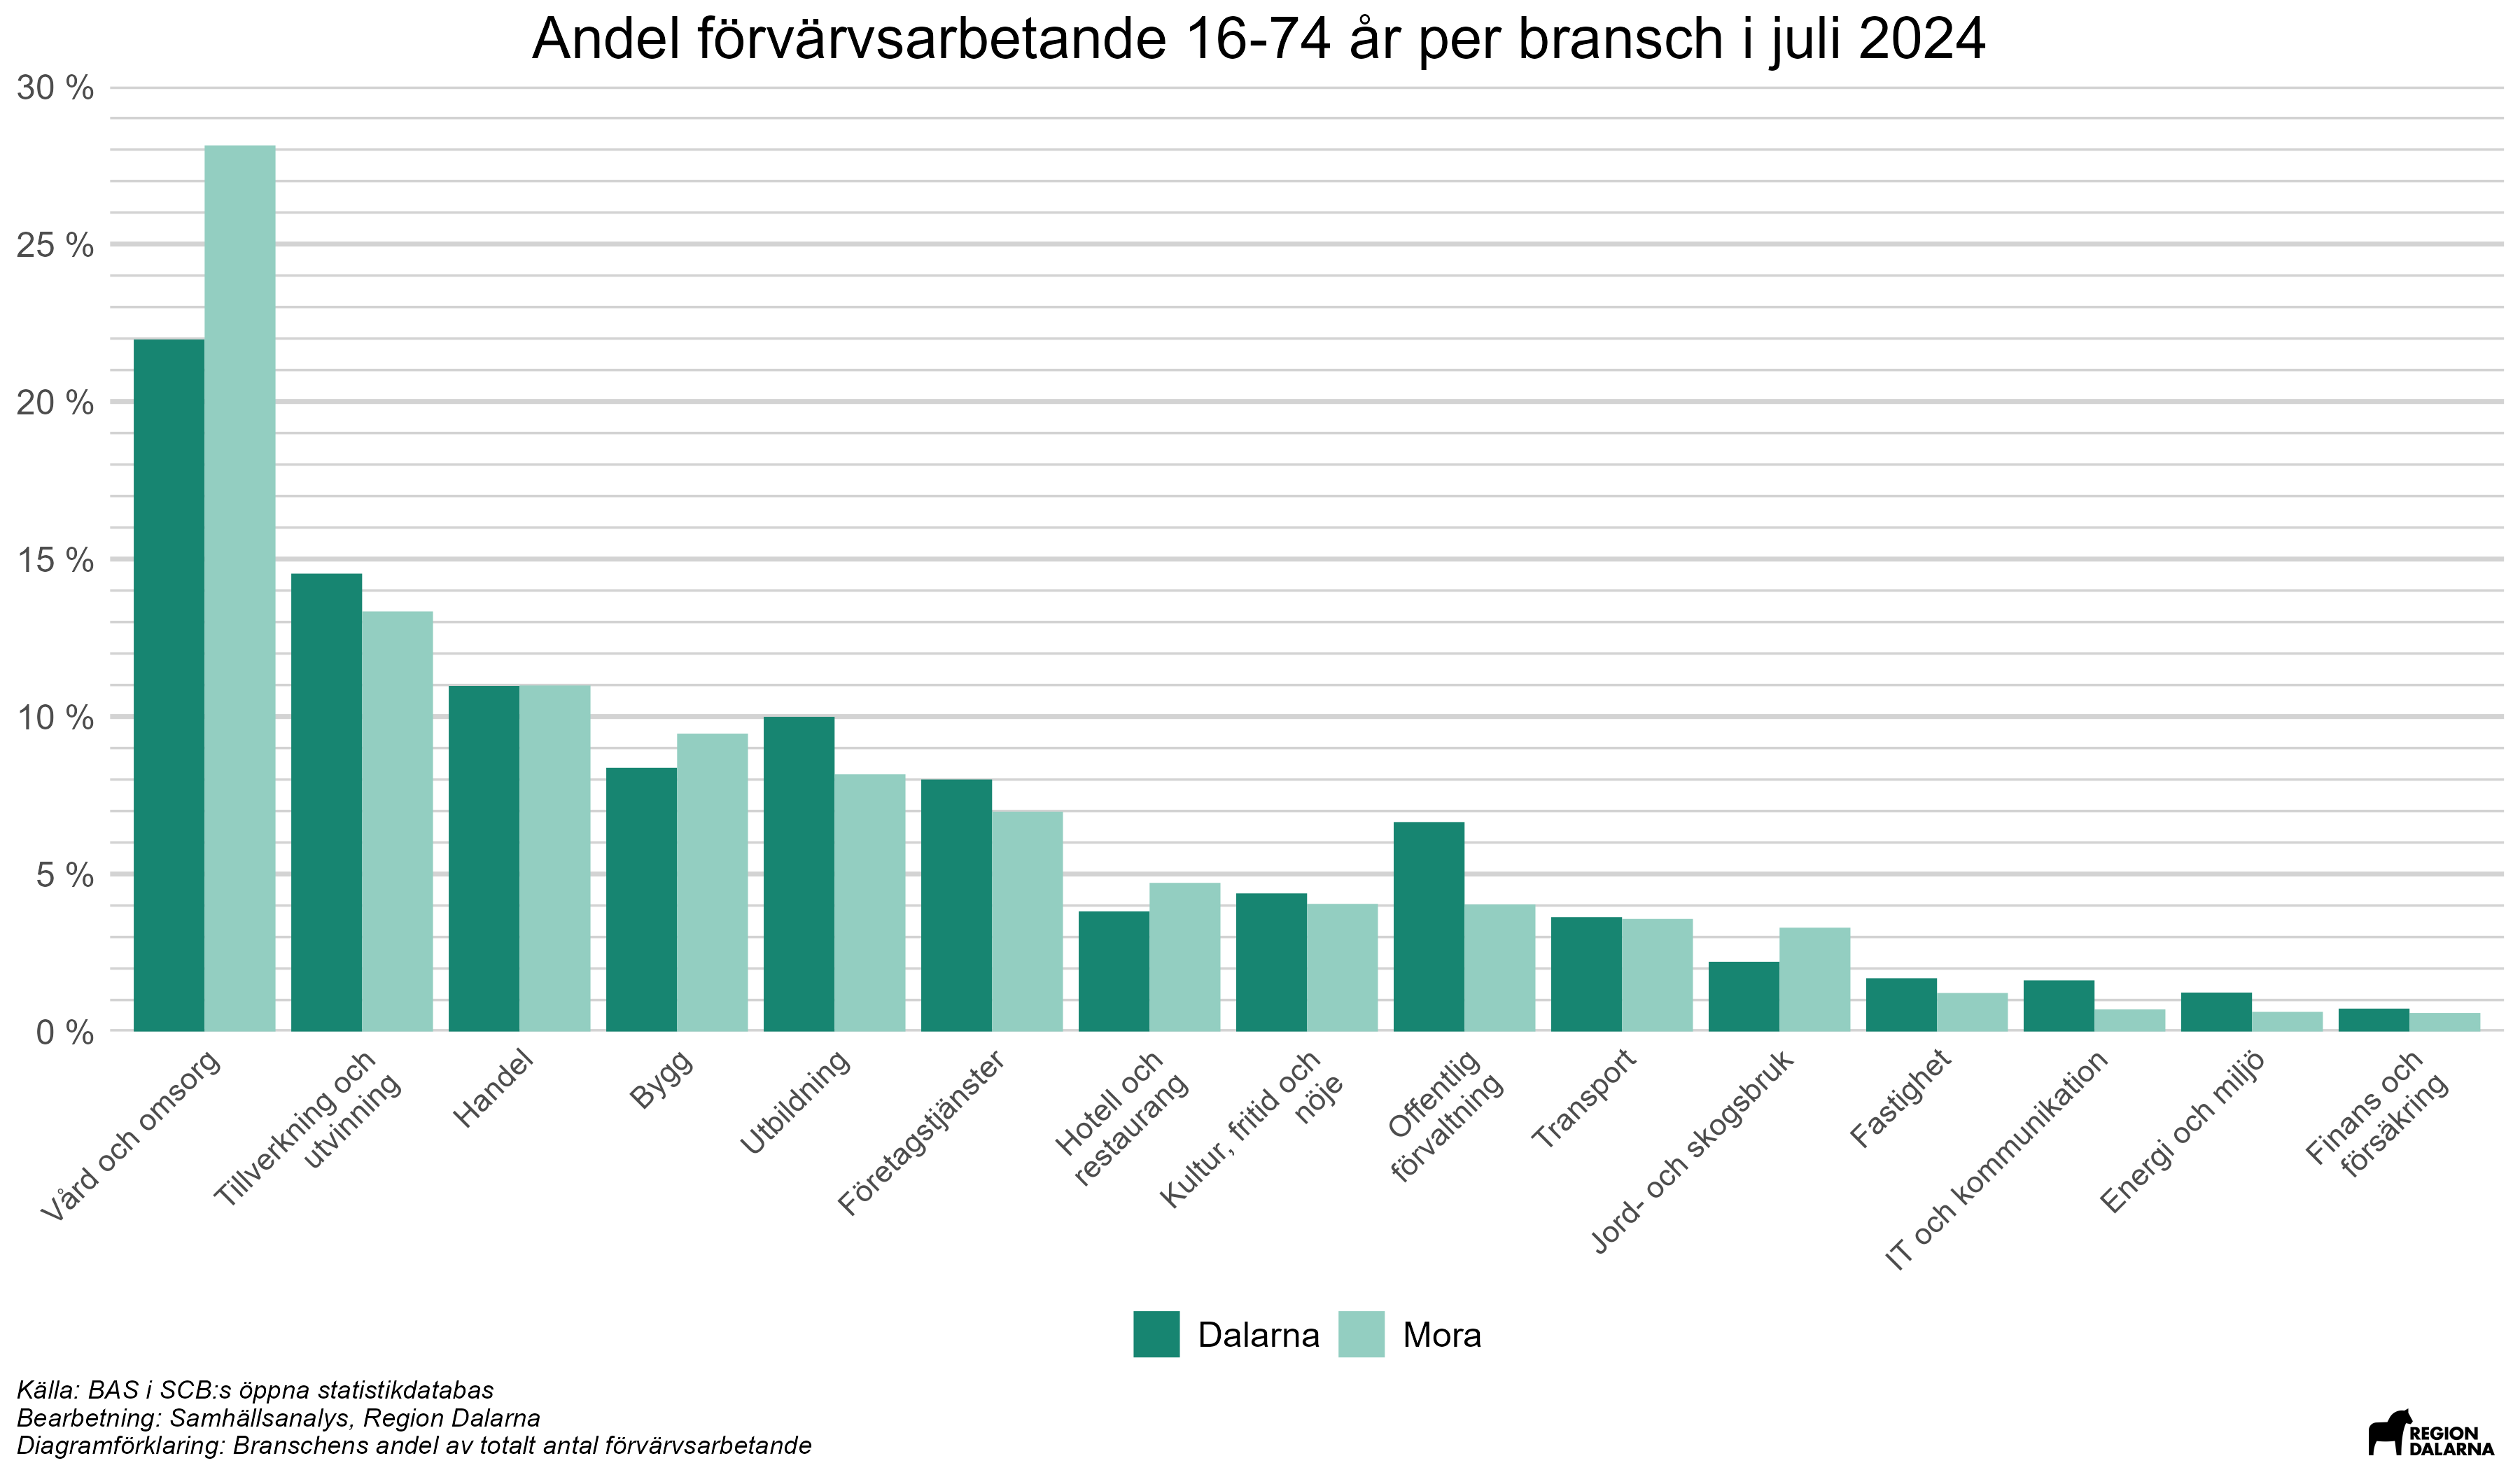 Andel förvärvsarbetande 16-74 år per bransch i juli 2024
30 %
25 %
20 %
15 %
10 %
5 %
0 %
Vård och omsorg
Tillverkning och
utvinning
Handel
Bygg
Utbildning
Företagstjänster
Hotell och
restaurang
Kultur, fritid och
nöje
Offentlig
förvaltning
Transport
Jord- och skogsbruk
Fastighet
IT och kommunikation
Energi och miljö
Finans och
försäkring
Dalarna
Mora
Källa: BAS i SCB:s öppna statistikdatabas
Bearbetning: Samhällsanalys, Region Dalarna
Diagramförklaring: Branschens andel av totalt antal förvärvsarbetande
REGION
DALARNA